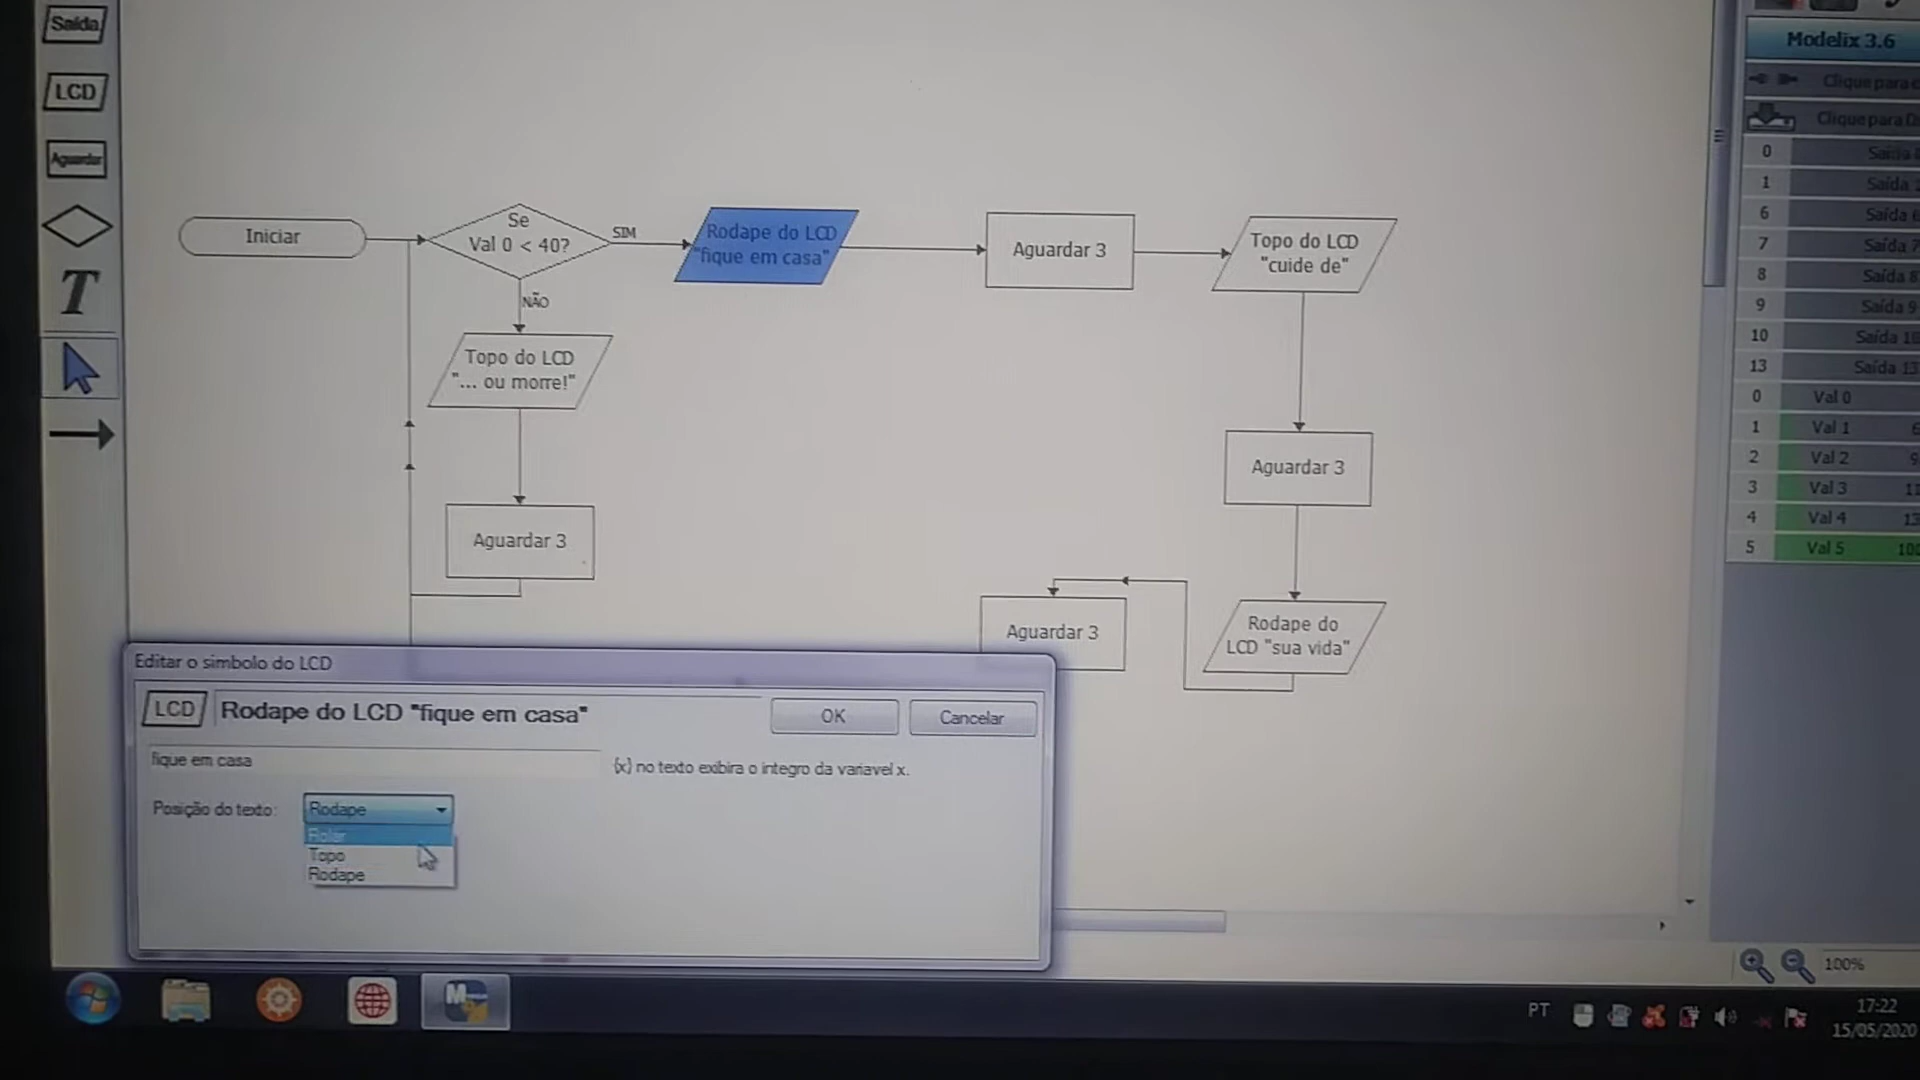 Saída
LCD
Aguardar
T
Iniciar
Se
Val 0 < 40?
SIM
NÃO
Rodape do LCD
"fique em casa"
Aguardar 3
Topo do LCD
"cuide de"
Topo do LCD
"... ou morre!"
Aguardar 3
Aguardar 3
Aguardar 3
Rodape do
LCD "sua vida"
Editar o simbolo do LCD
LCD
Rodape do LCD "fique em casa"
OK
Cancelar
fique em casa
{x} no texto exibira o integro da variavel x.
Posição do texto:
Rodape
Rolar
Topo
Rodape
Modelix 3.6
Clique para
Clique para
0 Saída
1 Saída
6 Saída
7 Saída
8 Saída 8
9 Saída 9
10 Saída 10
13 Saída 13
0 Val 0
1 Val 1
2 Val 2
3 Val 3
4 Val 4
5 Val 5 100
100%
PT
17:22
15/05/2020